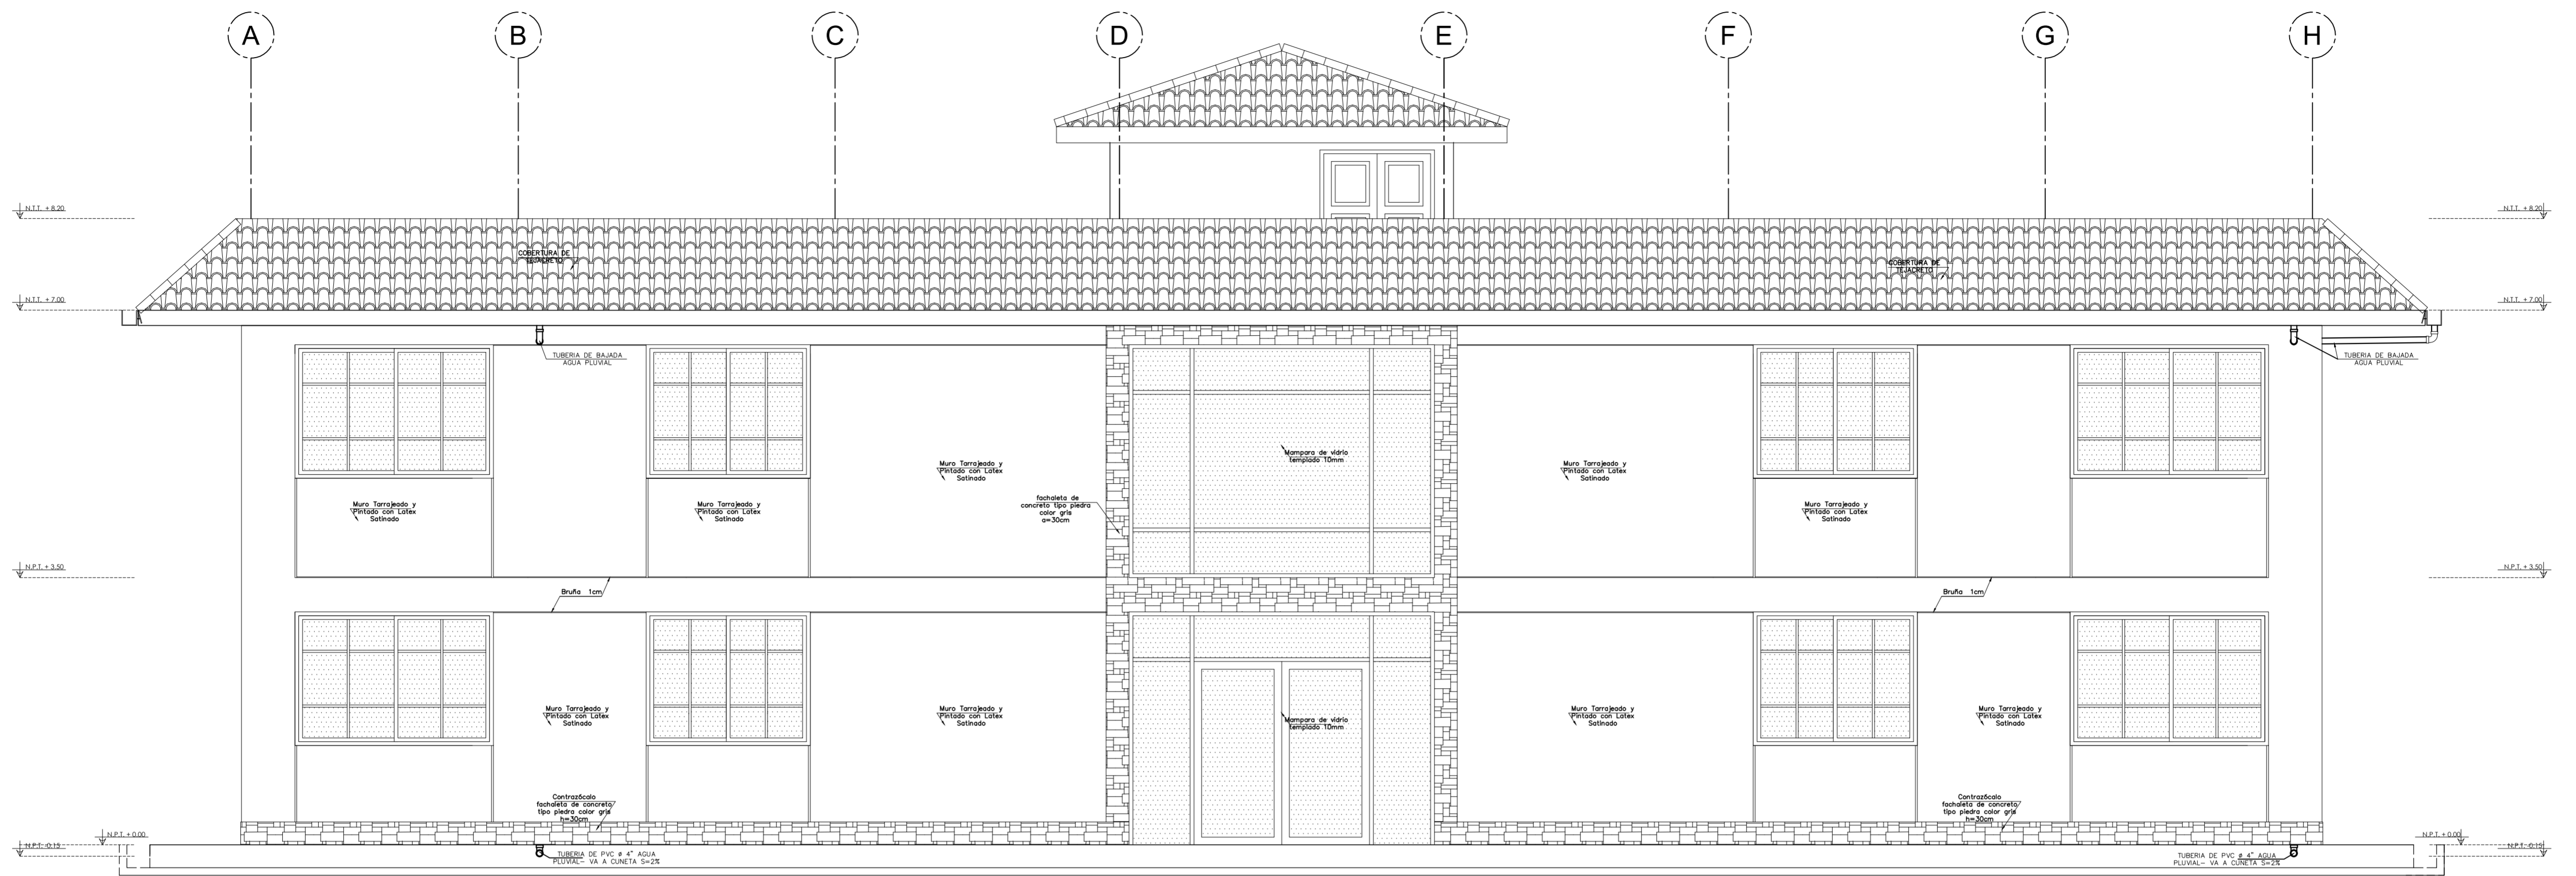 A
B
C
D
E
F
G
H
N.T.T. +8.20
N.T.T. +8.20
COBERTURA DE
TEJACRETO
COBERTURA DE
TEJACRETO
N.T.T. +7.00
N.T.T. +7.00
TUBERIA DE BAJADA
AGUA PLUVIAL
TUBERIA DE BAJADA
AGUA PLUVIAL
Mampara de vidrio
templado 10mm
Muro Tarrajeado y
Pintado con Latex
Satinado
Muro Tarrajeado y
Pintado con Latex
Satinado
fachaleta de
concreto tipo piedra
color gris
a=30cm
Muro Tarrajeado y
Pintado con Latex
Satinado
Muro Tarrajeado y
Pintado con Latex
Satinado
Muro Tarrajeado y
Pintado con Latex
Satinado
N.P.T. +3.50
N.P.T. +3.50
Bruña 1cm
Bruña 1cm
Muro Tarrajeado y
Pintado con Latex
Satinado
Muro Tarrajeado y
Pintado con Latex
Satinado
Mampara de vidrio
templado 10mm
Muro Tarrajeado y
Pintado con Latex
Satinado
Muro Tarrajeado y
Pintado con Latex
Satinado
Contrazócalo
fachaleta de concreto
tipo piedra color gris
h=30cm
Contrazócalo
fachaleta de concreto
tipo piedra color gris
h=30cm
N.P.T. +0.00
N.P.T. +0.00
N.P.T. -0.15
N.P.T. -0.15
TUBERIA DE PVC ø 4" AGUA
PLUVIAL- VA A CUNETA S=2%
TUBERIA DE PVC ø 4" AGUA
PLUVIAL- VA A CUNETA S=2%